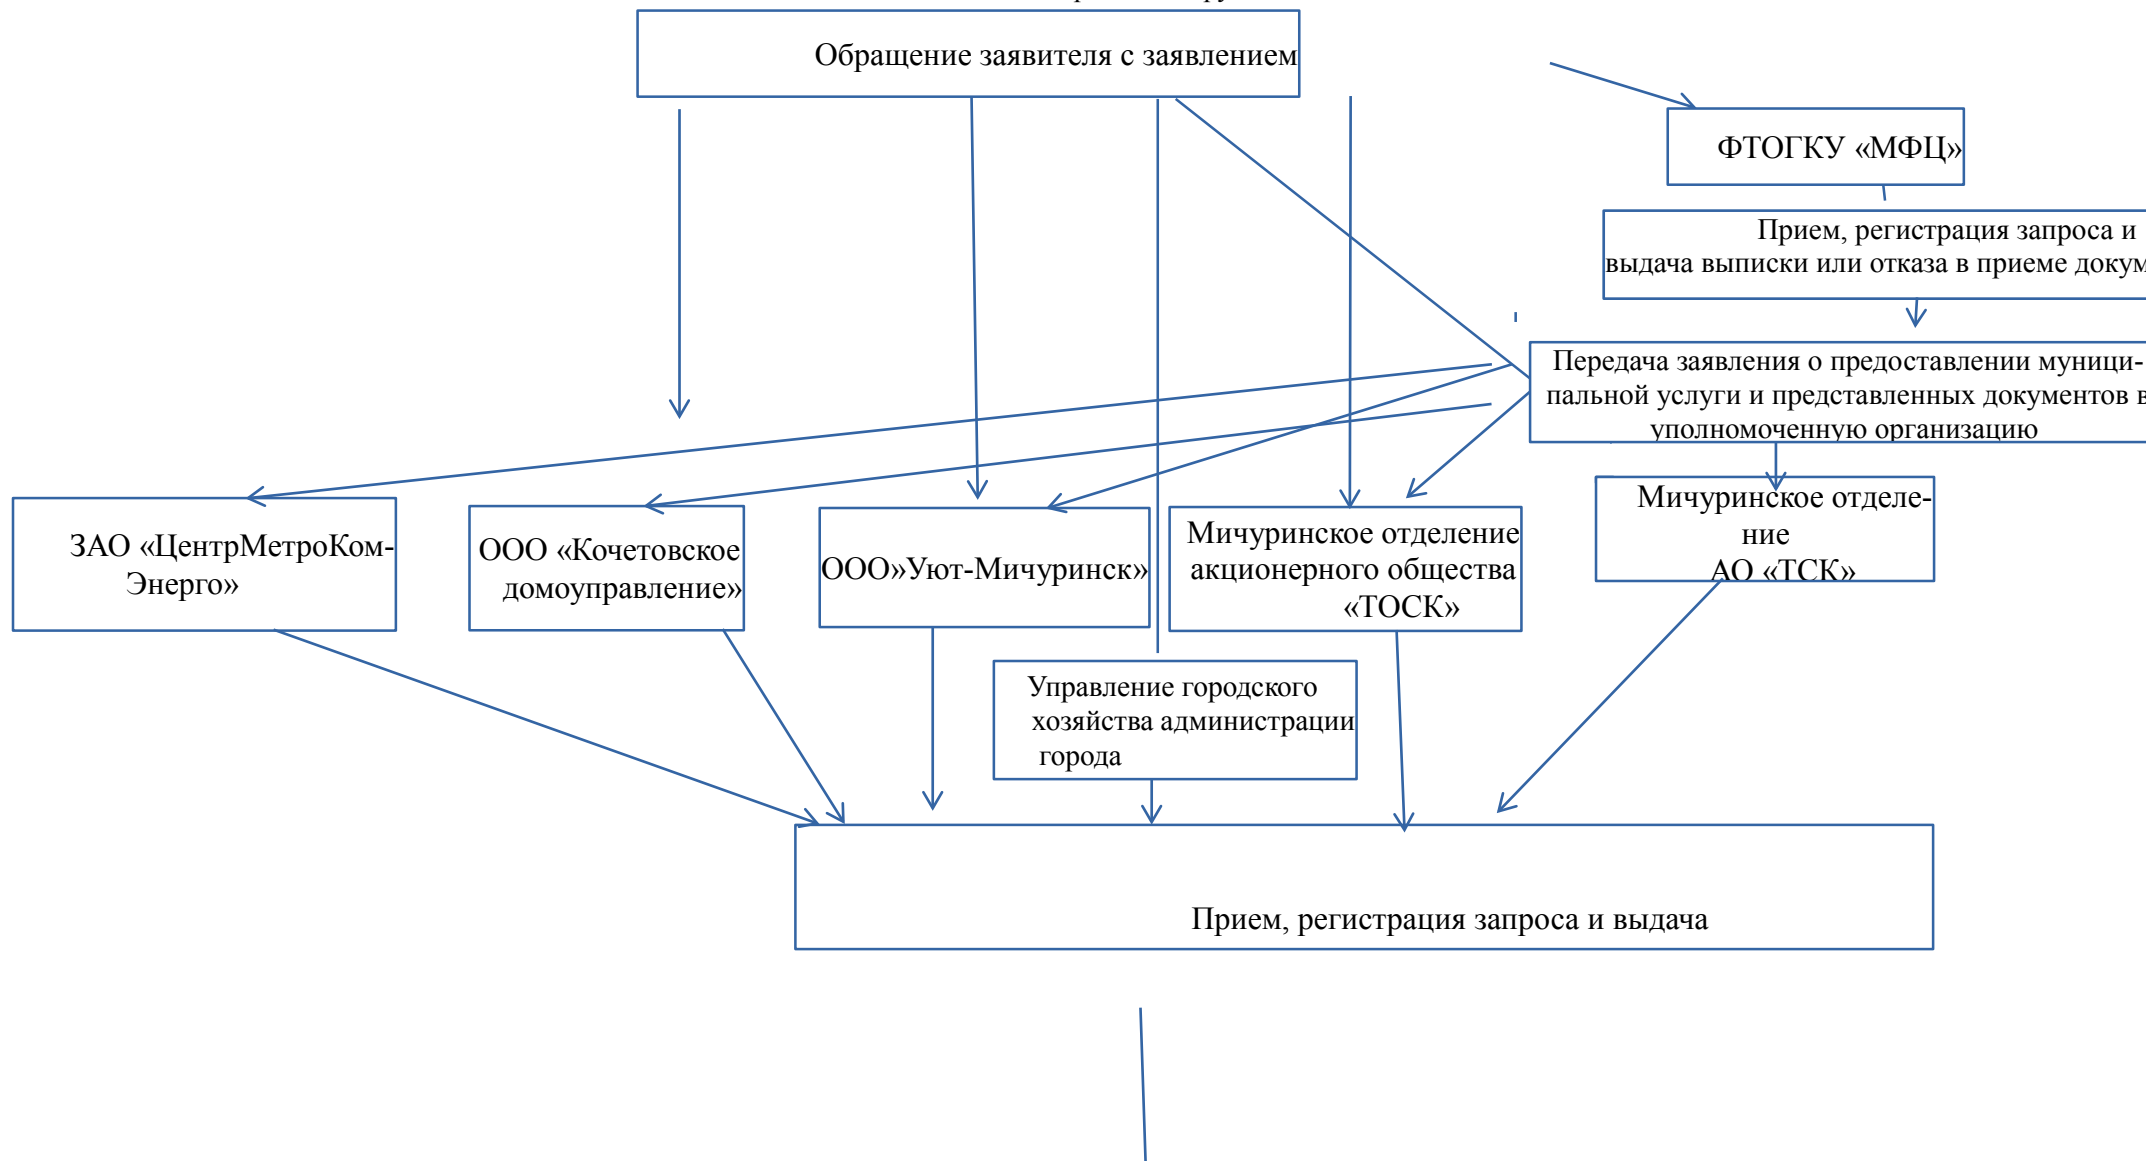 Обращение заявителя с заявлением
ФТОГКУ «МФЦ»
Прием, регистрация запроса и
выдача выписки или отказа в приеме
Передача заявления о предоставлении муници-
пальной услуги и представленных документов в
уполномоченную организацию
ЗАО «ЦентрМетроКом-
Энерго»
ООО «Кочетовское
домоуправление»
ООО»Уют-Мичуринск»
Мичуринское отделение
акционерного общества
«ТОСК»
Мичуринское отделе-
ние
АО «ТСК»
Управление городского
хозяйства администрации
города
Прием, регистрация запроса и выдача